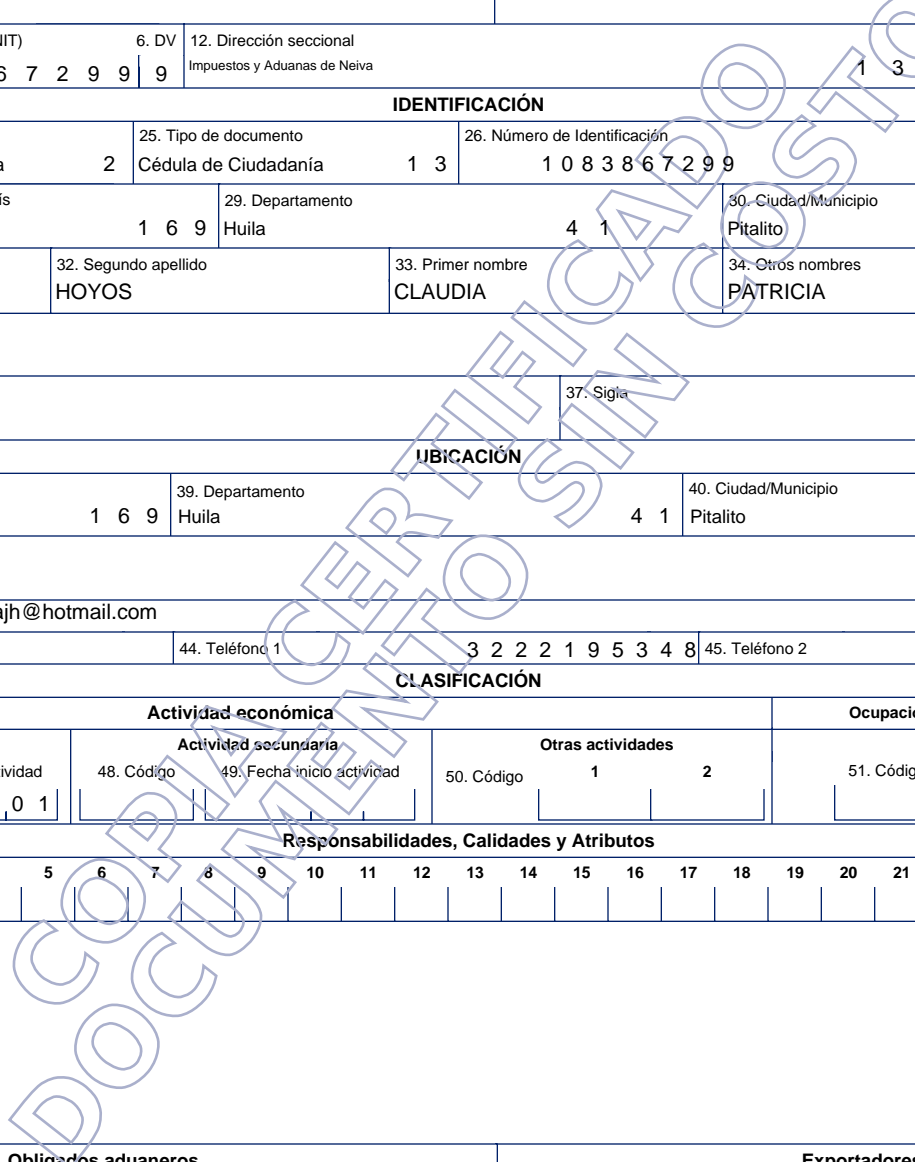 IIT) 6. DV 12. Dirección seccional
6 7 2 9 9 9 Impuestos y Aduanas de Neiva 1 3
IDENTIFICACIÓN
25. Tipo de documento 26. Número de Identificación
a 2 Cédula de Ciudadanía 1 3 1 0 8 3 8 6 7 2 9 9
ís 29. Departamento 30. Ciudad/Municipio
1 6 9 Huila 4 1 Pitalito
32. Segundo apellido 33. Primer nombre 34. Otros nombres
HOYOS CLAUDIA PATRICIA
37. Sigla
UBICACIÓN
39. Departamento 40. Ciudad/Municipio
1 6 9 Huila 4 1 Pitalito
ajh@hotmail.com
44. Teléfono 1 3 2 2 2 1 9 5 3 4 8 45. Teléfono 2
CLASIFICACIÓN
Actividad económica Ocupació
Actividad secundaria Otras actividades
ividad 48. Código 49. Fecha inicio actividad 50. Código 1 2 51. Códig
0 1
Responsabilidades, Calidades y Atributos
5 6 7 8 9 10 11 12 13 14 15 16 17 18 19 20 21
Obligados aduaneros Exportadores
COPIA CERTIFICADO
DOCUMENTO SIN COSTO